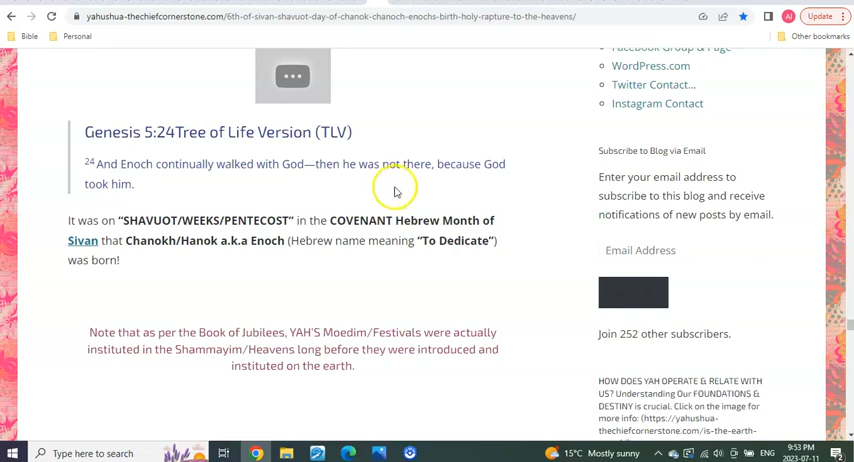 yahushua-thechiefcornerstone.com/6th-of-sivan-shavuot-day-of-chanok-chanoch-enochs-birth-holy-rapture-to-the-heavens/
AI
Update
Bible
Personal
Other bookmarks
Genesis 5:24Tree of Life Version (TLV)
24 And Enoch continually walked with God—then he was not there, because God
took him.
It was on “SHAVUOT/WEEKS/PENTECOST” in the COVENANT Hebrew Month of
Sivan that Chanokh/Hanok a.k.a Enoch (Hebrew name meaning “To Dedicate”)
was born!
Note that as per the Book of Jubilees, YAH’S Moedim/Festivals were actually
instituted in the Shammayim/Heavens long before they were introduced and
instituted on the earth.
Facebook Group & Page
WordPress.com
Twitter Contact…
Instagram Contact
Subscribe to Blog via Email
Enter your email address to
subscribe to this blog and receive
notifications of new posts by email.
Email Address
Join 252 other subscribers.
HOW DOES YAH OPERATE & RELATE WITH
US? Understanding Our FOUNDATIONS &
DESTINY is crucial. Click on the image for
more info: (https://yahushua-
thechiefcornerstone.com/is-the-earth-
Type here to search
15°C Mostly sunny
ENG
9:53 PM
2023-07-11
2